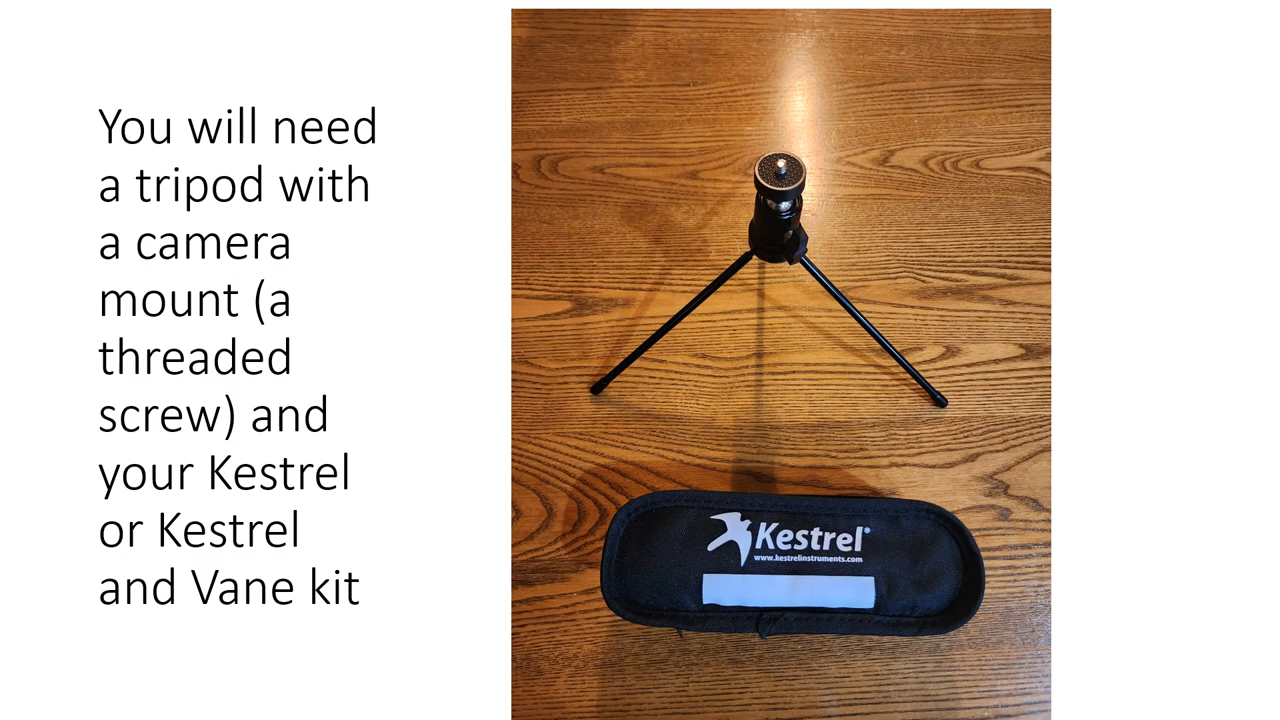 You will need
a tripod with
a camera
mount (a
threaded
screw) and
your Kestrel
or Kestrel
and Vane kit
Kestrel®
www.kestrelinstruments.com